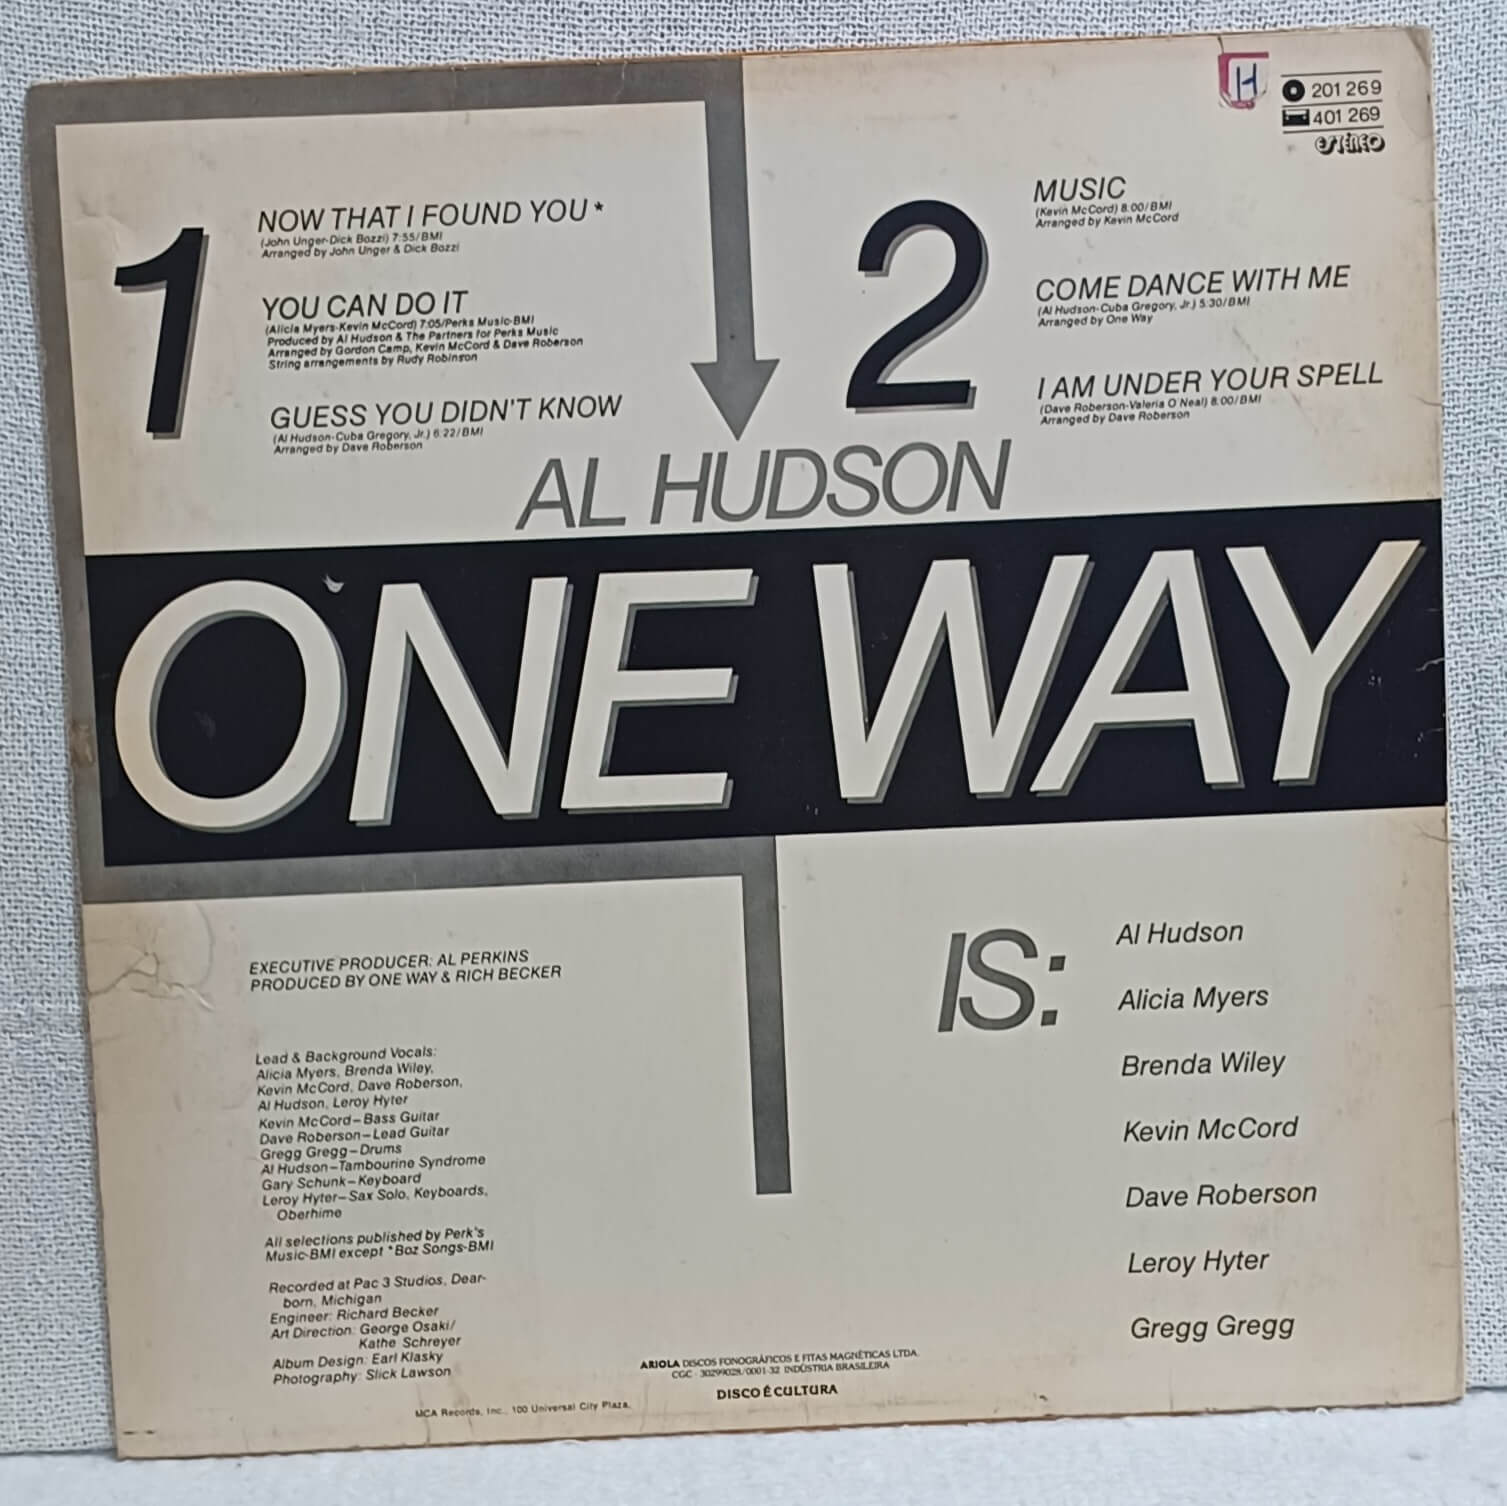 H
201 269
401 269
ESTÉREO
1
NOW THAT I FOUND YOU *
(John Unger-Dick Bozzi) 7:55/BMI
Arranged by John Unger & Dick Bozzi
YOU CAN DO IT
(Alicia Myers-Kevin McCord) 7:05/Perks Music-BMI
Produced by Al Hudson & The Partners for Perks Music
Arranged by Gordon Camp, Kevin McCord & Dave Roberson
String arrangements by Rudy Robinson
GUESS YOU DIDN'T KNOW
(Al Hudson-Cuba Gregory, Jr.) 6:22/BMI
Arranged by Dave Roberson
2
MUSIC
(Kevin McCord) 8:00/BMI
Arranged by Kevin McCord
COME DANCE WITH ME
(Al Hudson-Cuba Gregory, Jr.) 5:30/BMI
Arranged by One Way
I AM UNDER YOUR SPELL
(Dave Roberson-Valeria O'Neal) 8:00/BMI
Arranged by Dave Roberson
AL HUDSON
ONE WAY
EXECUTIVE PRODUCER: AL PERKINS
PRODUCED BY ONE WAY & RICH BECKER
Lead & Background Vocals:
Alicia Myers, Brenda Wiley,
Kevin McCord, Dave Roberson,
Al Hudson, Leroy Hyter
Kevin McCord–Bass Guitar
Dave Roberson–Lead Guitar
Gregg Gregg–Drums
Al Hudson–Tambourine Syndrome
Gary Schunk–Keyboard
Leroy Hyter–Sax Solo, Keyboards,
Oberhime
All selections published by Perk's
Music-BMI except *Boz Songs-BMI
Recorded at Pac 3 Studios, Dear-
born, Michigan
Engineer: Richard Becker
Art Direction: George Osaki/
Kathe Schreyer
Album Design: Earl Klasky
Photography: Slick Lawson
IS:
Al Hudson
Alicia Myers
Brenda Wiley
Kevin McCord
Dave Roberson
Leroy Hyter
Gregg Gregg
ARIOLA DISCOS FONOGRÁFICOS E FITAS MAGNÉTICAS LTDA.
CGC - 30299028/0001-32 INDÚSTRIA BRASILEIRA
DISCO É CULTURA
MCA Records, Inc., 100 Universal City Plaza,